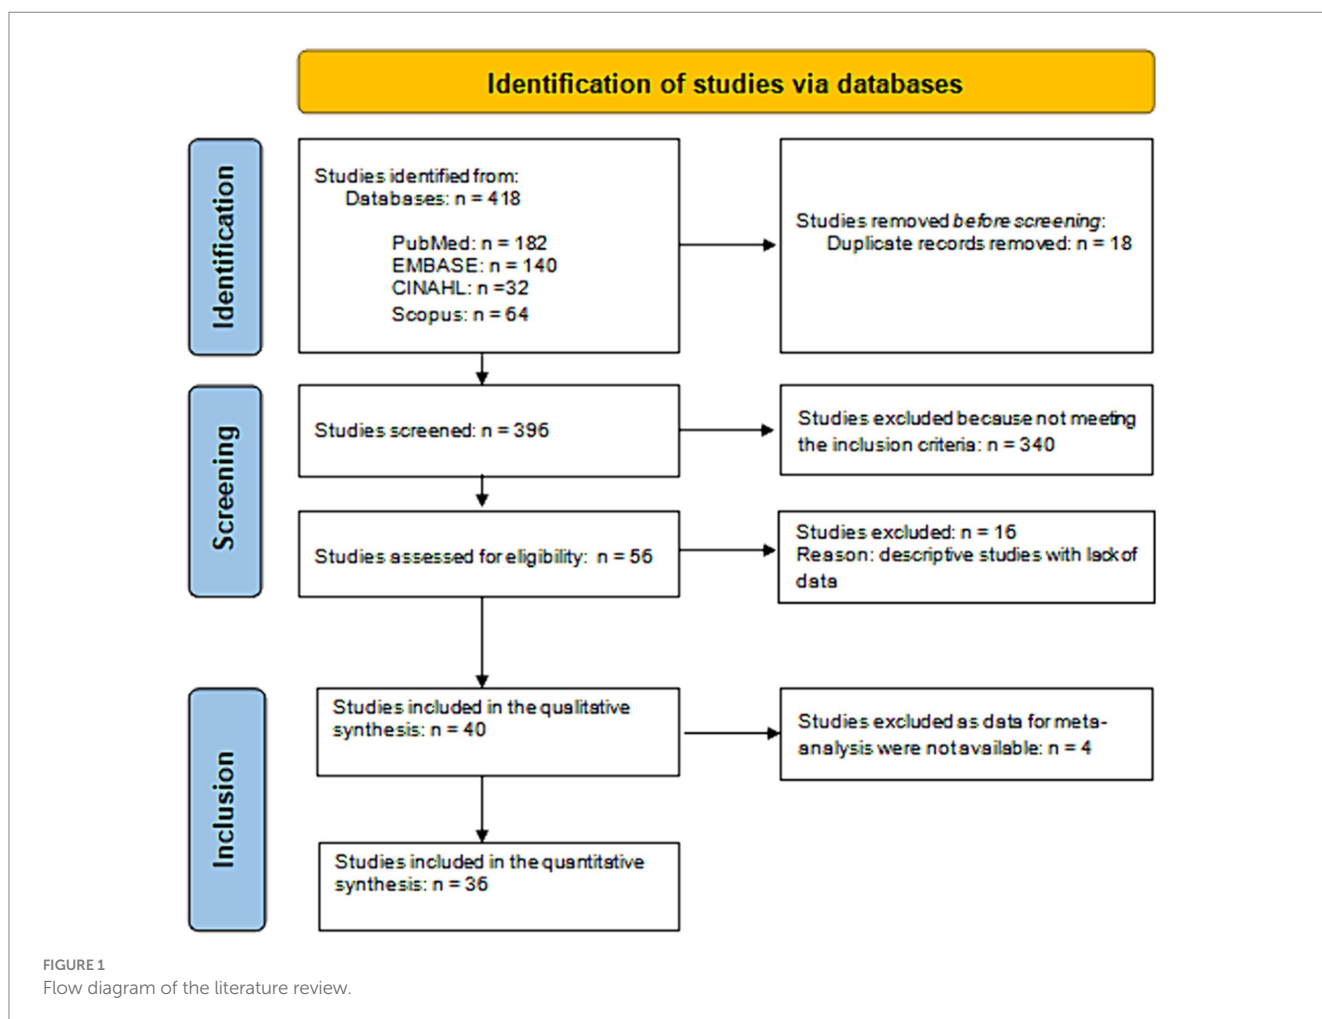 Identification of studies via databases
Identification
Studies identified from:
Databases: n = 418
PubMed: n = 182
EMBASE: n = 140
CINAHL: n =32
Scopus: n = 64
Studies removed before screening:
Duplicate records removed: n = 18
Screening
Studies screened: n = 396
Studies excluded because not meeting
the inclusion criteria: n = 340
Studies assessed for eligibility: n = 56
Studies excluded: n = 16
Reason: descriptive studies with lack of
data
Inclusion
Studies included in the qualitative
synthesis: n = 40
Studies excluded as data for meta-
analysis were not available: n = 4
Studies included in the quantitative
synthesis: n = 36
FIGURE 1
Flow diagram of the literature review.